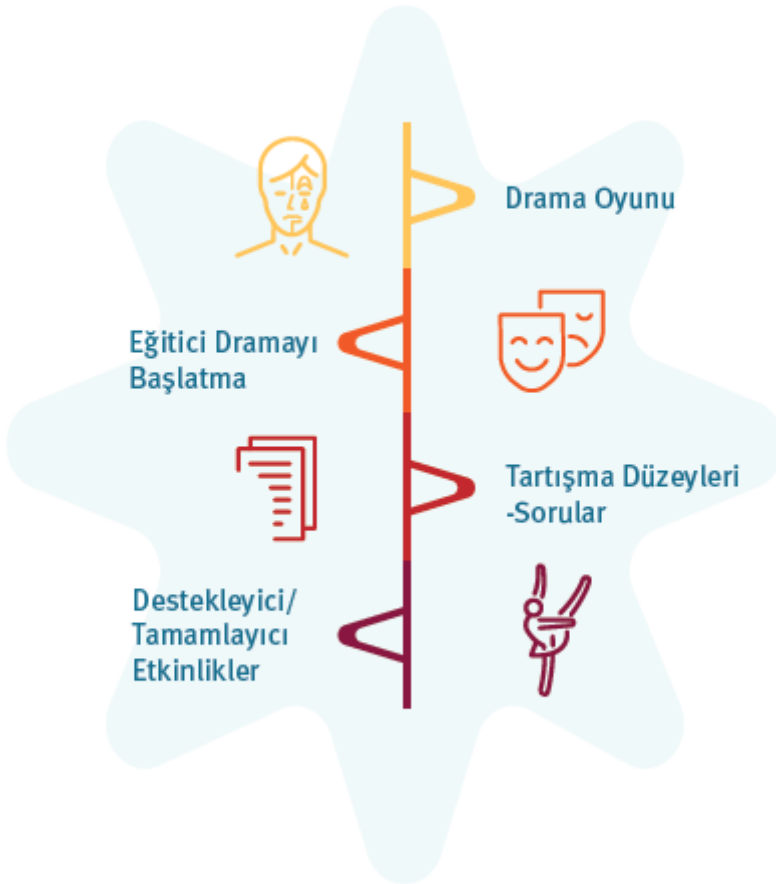 Drama Oyunu
Eğitici Dramayı
Başlatma
Tartışma Düzeyleri
-Sorular
Destekleyici/
Tamamlayıcı
Etkinlikler